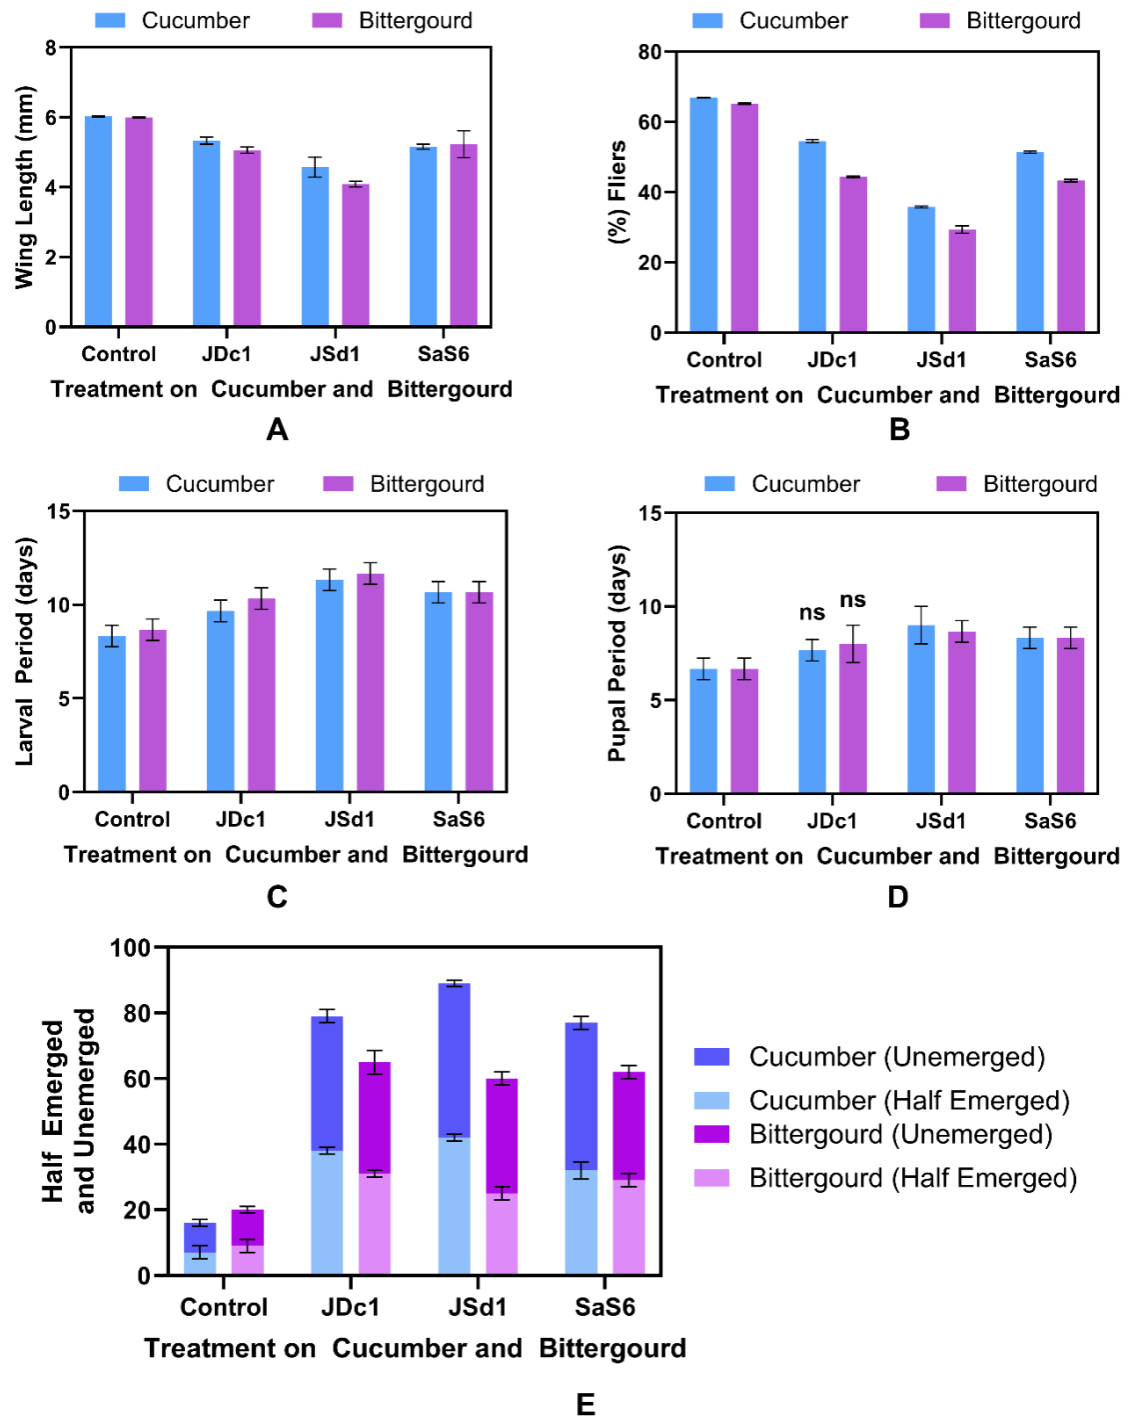 Cucumber Bittergourd
Wing Length (mm)
8
6
4
2
0
Control JDc1 JSd1 SaS6
Treatment on Cucumber and Bittergourd
A
Cucumber Bittergourd
(%) Fliers
80
60
40
20
0
Control JDc1 JSd1 SaS6
Treatment on Cucumber and Bittergourd
B
Cucumber Bittergourd
Larval Period (days)
15
10
5
0
Control JDc1 JSd1 SaS6
Treatment on Cucumber and Bittergourd
C
Cucumber Bittergourd
Pupal Period (days)
15
10
5
0
ns ns
Control JDc1 JSd1 SaS6
Treatment on Cucumber and Bittergourd
D
Half Emerged
and Unemerged
100
80
60
40
20
0
Control JDc1 JSd1 SaS6
Treatment on Cucumber and Bittergourd
Cucumber (Unemerged)
Cucumber (Half Emerged)
Bittergourd (Unemerged)
Bittergourd (Half Emerged)
E